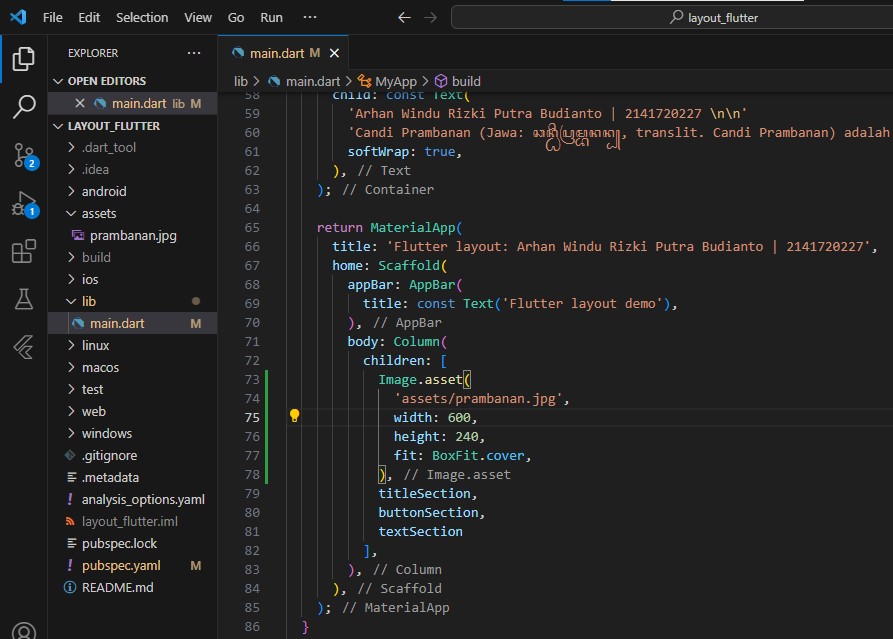 File Edit Selection View Go Run ··· ← → layout_flutter
EXPLORER ···
OPEN EDITORS
main.dart lib M
LAYOUT_FLUTTER
.dart_tool
.idea
android
assets
prambanan.jpg
build
ios
lib
main.dart M
linux
macos
test
web
windows
.gitignore
.metadata
analysis_options.yaml
layout_flutter.iml
pubspec.lock
pubspec.yaml M
README.md
2
1
main.dart M
lib > main.dart > MyApp > build
58 child: const Text(
59 'Arhan Windu Rizki Putra Budianto | 2141720227 \n\n'
60 'Candi Prambanan (Jawa: , translit. Candi Prambanan) adalah
61 softWrap: true,
62 ), // Text
63 ); // Container
64
65 return MaterialApp(
66 title: 'Flutter layout: Arhan Windu Rizki Putra Budianto | 2141720227',
67 home: Scaffold(
68 appBar: AppBar(
69 title: const Text('Flutter layout demo'),
70 ), // AppBar
71 body: Column(
72 children: [
73 Image.asset(
74 'assets/prambanan.jpg',
75 width: 600,
76 height: 240,
77 fit: BoxFit.cover,
78 ), // Image.asset
79 titleSection,
80 buttonSection,
81 textSection
82 ],
83 ), // Column
84 ), // Scaffold
85 ); // MaterialApp
86 }